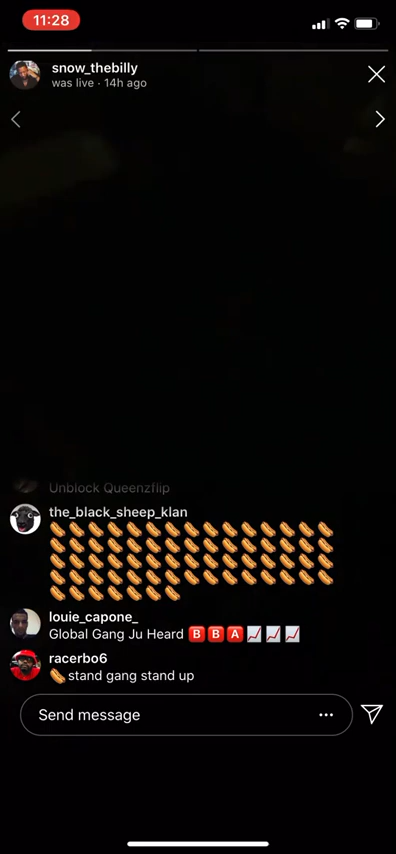 11:28
snow_thebilly
was live · 14h ago
Unblock Queenzflip
the_black_sheep_klan
🌭🌭🌭🌭🌭🌭🌭🌭🌭🌭🌭🌭🌭🌭🌭
🌭🌭🌭🌭🌭🌭🌭🌭🌭🌭🌭🌭🌭🌭🌭
🌭🌭🌭🌭🌭🌭🌭🌭🌭🌭🌭🌭🌭🌭🌭
🌭🌭🌭🌭🌭🌭🌭🌭🌭🌭🌭🌭🌭🌭🌭
🌭🌭🌭🌭🌭🌭🌭
louie_capone_
Global Gang Ju Heard 🅱️🅱️🅰️📈📈📈
racerbo6
🌭stand gang stand up
Send message